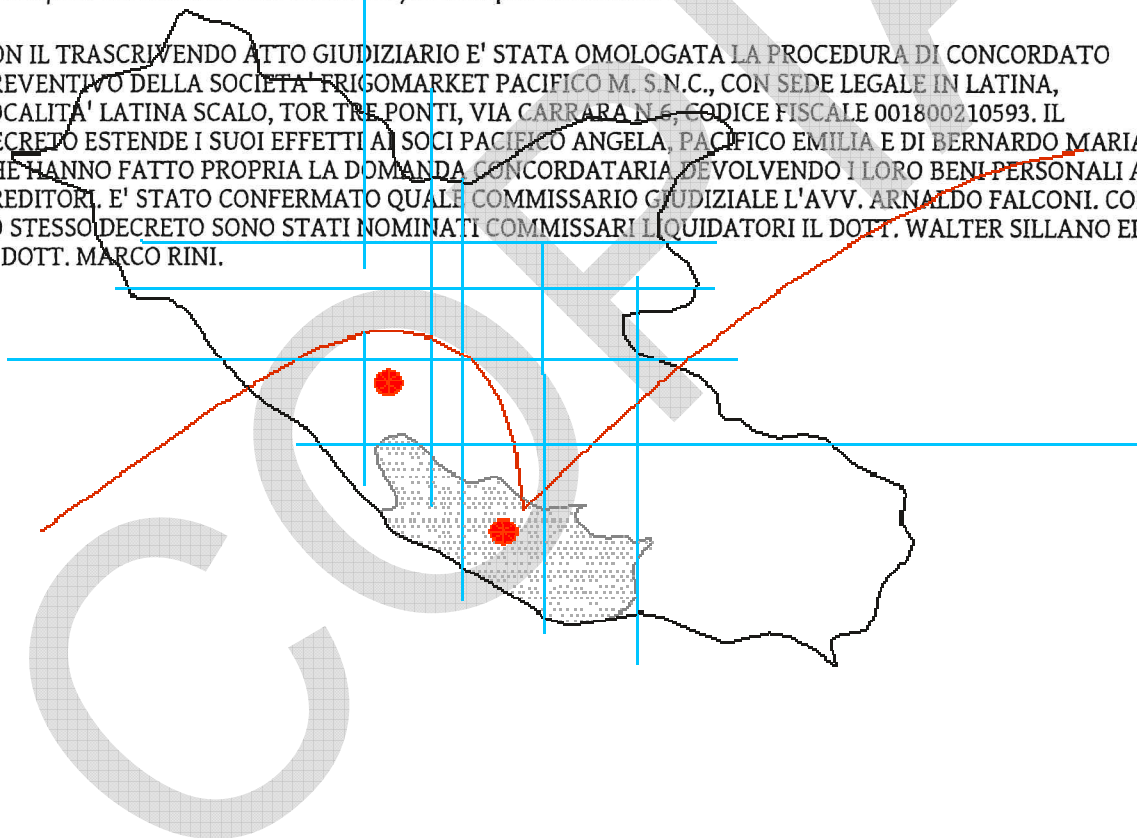 ON IL TRASCRIVENDO ATTO GIUDIZIARIO E' STATA OMOLOGATA LA PROCEDURA DI CONCORDATO
REVENTIVO DELLA SOCIETA' FRIGOMARKET PACIFICO M. S.N.C., CON SEDE LEGALE IN LATINA,
OCALITA' LATINA SCALO, TOR TRE PONTI, VIA CARRARA N.6, CODICE FISCALE 001800210593. IL
ECRETO ESTENDE I SUOI EFFETTI AI SOCI PACIFICO ANGELA, PACIFICO EMILIA E DI BERNARDO MARIA
HE HANNO FATTO PROPRIA LA DOMANDA CONCORDATARIA DEVOLVENDO I LORO BENI PERSONALI A
REDITORI. E' STATO CONFERMATO QUALE COMMISSARIO GIUDIZIALE L'AVV. ARNALDO FALCONI. CO
O STESSO DECRETO SONO STATI NOMINATI COMMISSARI LIQUIDATORI IL DOTT. WALTER SILLANO ED
DOTT. MARCO RINI.
COPIA